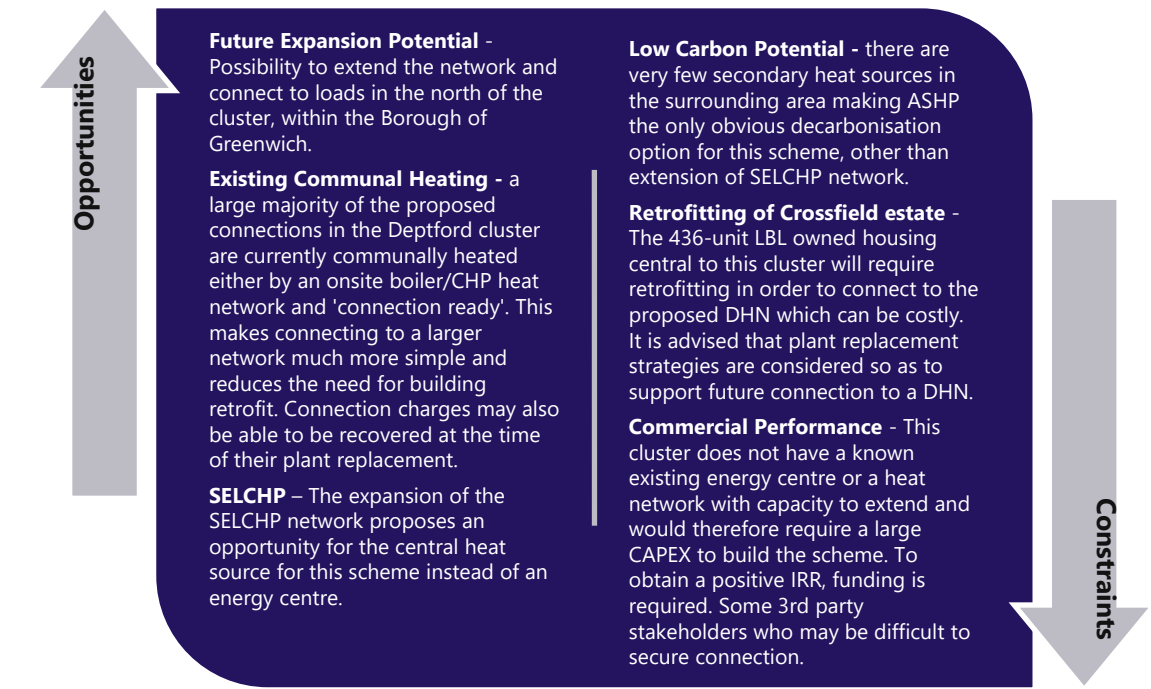 Opportunities
Future Expansion Potential -
Possibility to extend the network and
connect to loads in the north of the
cluster, within the Borough of
Greenwich.
Existing Communal Heating - a
large majority of the proposed
connections in the Deptford cluster
are currently communally heated
either by an onsite boiler/CHP heat
network and 'connection ready'. This
makes connecting to a larger
network much more simple and
reduces the need for building
retrofit. Connection charges may also
be able to be recovered at the time
of their plant replacement.
SELCHP – The expansion of the
SELCHP network proposes an
opportunity for the central heat
source for this scheme instead of an
energy centre.
Low Carbon Potential - there are
very few secondary heat sources in
the surrounding area making ASHP
the only obvious decarbonisation
option for this scheme, other than
extension of SELCHP network.
Retrofitting of Crossfield estate -
The 436-unit LBL owned housing
central to this cluster will require
retrofitting in order to connect to the
proposed DHN which can be costly.
It is advised that plant replacement
strategies are considered so as to
support future connection to a DHN.
Commercial Performance - This
cluster does not have a known
existing energy centre or a heat
network with capacity to extend and
would therefore require a large
CAPEX to build the scheme. To
obtain a positive IRR, funding is
required. Some 3rd party
stakeholders who may be difficult to
secure connection.
Constraints